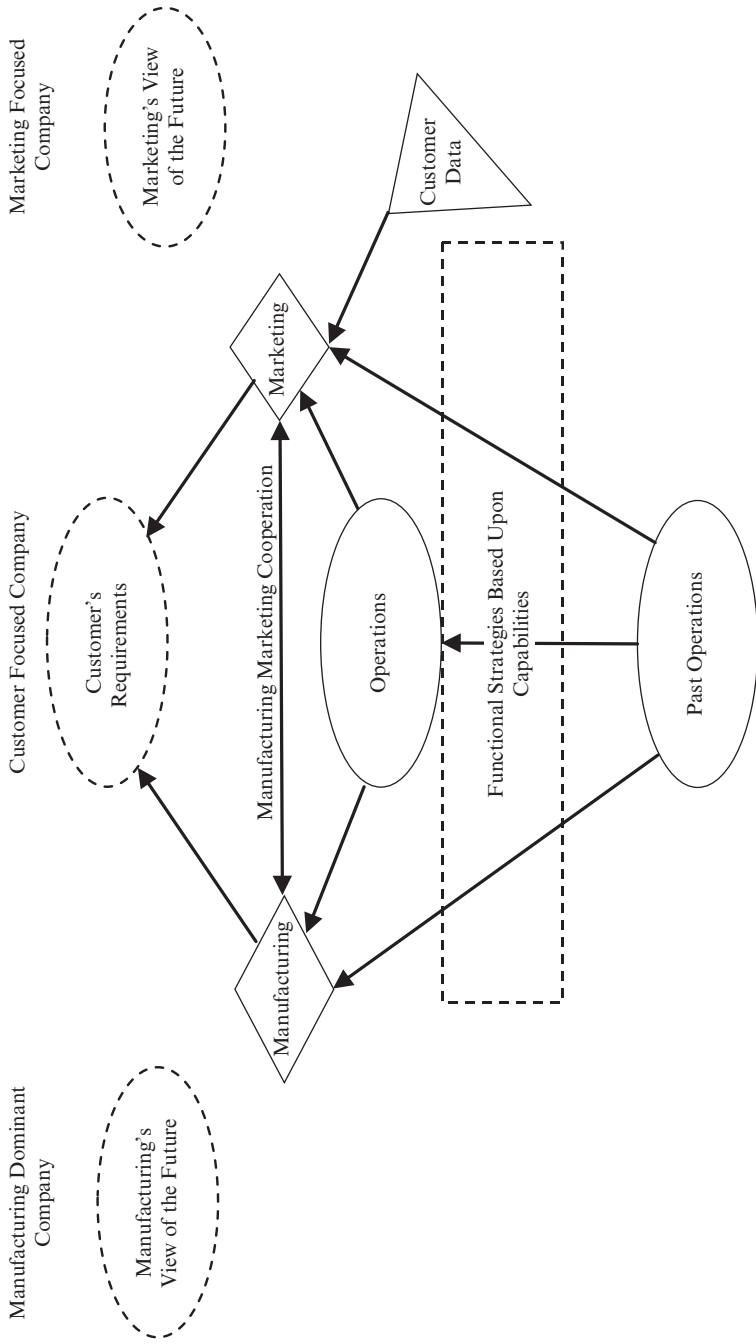 Manufacturing Dominant
Company
Customer Focused Company
Marketing Focused
Company
Manufacturing's
View of the Future
Customer's
Requirements
Marketing's View
of the Future
Manufacturing
Manufacturing Marketing Cooperation
Marketing
Operations
Customer
Data
Functional Strategies Based Upon
Capabilities
Past Operations